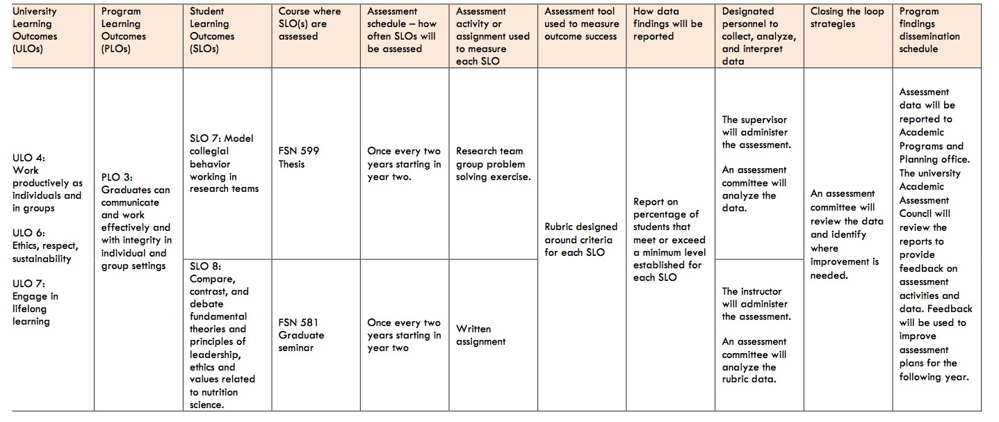 University
Learning
Outcomes
(ULOs)
Program
Learning
Outcomes
(PLOs)
Student
Learning
Outcomes
(SLOs)
Course where
SLO(s) are
assessed
Assessment
schedule – how
often SLOs will
be assessed
Assessment
activity or
assignment used
to measure
each SLO
Assessment tool
used to measure
outcome success
How data
findings will be
reported
Designated
personnel to
collect, analyze,
and interpret
data
Closing the loop
strategies
Program
findings
dissemination
schedule
ULO 4:
Work
productively as
individuals and
in groups
ULO 6:
Ethics, respect,
sustainability
ULO 7:
Engage in
lifelong
learning
PLO 3:
Graduates can
communicate
and work
effectively and
with integrity in
individual and
group settings
SLO 7: Model
collegial
behavior
working in
research teams
FSN 599
Thesis
Once every two
years starting in
year two.
Research team
group problem
solving exercise.
Rubric designed
around criteria
for each SLO
Report on
percentage of
students that
meet or exceed
a minimum level
established for
each SLO
The supervisor
will administer
the assessment.
An assessment
committee will
analyze the
data.
An assessment
committee will
review the data
and identify
where
improvement is
needed.
Assessment
data will be
reported to
Academic
Programs and
Planning office.
The university
Academic
Assessment
Council will
review the
reports to
provide
feedback on
assessment
activities and
data. Feedback
will be used to
improve
assessment
plans for the
following year.
SLO 8:
Compare,
contrast, and
debate
fundamental
theories and
principles of
leadership,
ethics and
values related
to nutrition
science.
FSN 581
Graduate
seminar
Once every two
years starting in
year two
Written
assignment
The instructor
will administer
the assessment.
An assessment
committee will
analyze the
rubric data.